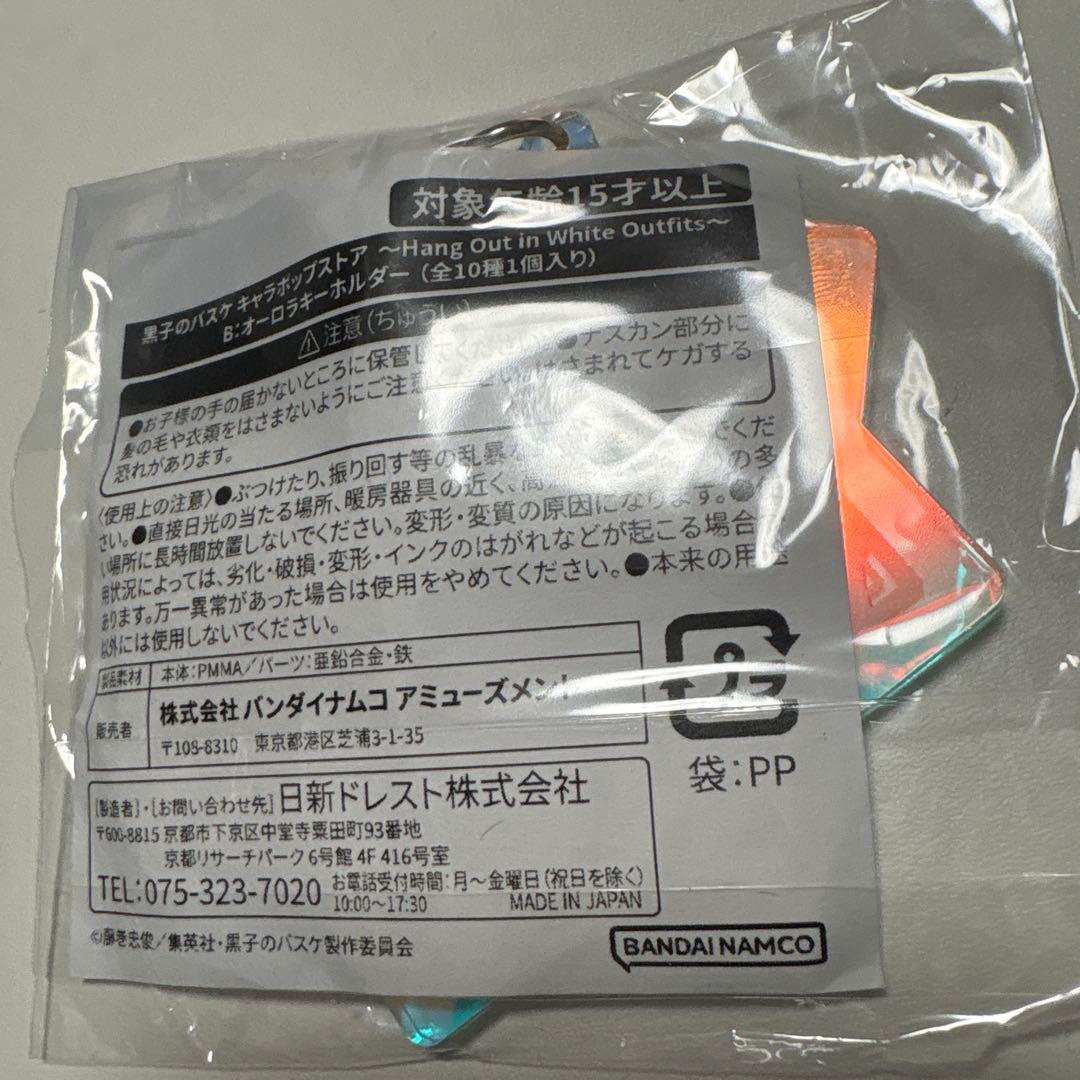 対象年齢15才以上
黒子のバスケ キャラポップストア ～Hang Out in White Outfits～
B:オーロラキーホルダー（全10種1個入り）
注意（ちゅうい）
●お子様の手の届かないところに保管してください ナスカン部分に
髪の毛や衣類をはさまないようにご注意 はさまれてケガする
恐れがあります。
〈使用上の注意〉●ぶつけたり、振り回す等の乱暴な でくだ
さい。●直接日光の当たる場所、暖房器具の近く、高 の多
い場所に長時間放置しないでください。変形・変質の原因になります。●使
用状況によっては、劣化・破損・変形・インクのはがれなどが起こる場合
あります。万一異常があった場合は使用をやめてください。●本来の用途
以外には使用しないでください。
製品素材 本体:PMMA／パーツ:亜鉛合金・鉄
販売者 株式会社バンダイナムコ アミューズメント
〒108-8310 東京都港区芝浦3-1-35
プラ
袋:PP
[製造者]・[お問い合わせ先] 日新ドレスト株式会社
〒600-8815 京都市下京区中堂寺粟田町93番地
京都リサーチパーク6号館 4F 416号室
TEL:075-323-7020 お電話受付時間:月～金曜日(祝日を除く)
10:00～17:30 MADE IN JAPAN
©藤巻忠俊／集英社・黒子のバスケ製作委員会
BANDAI NAMCO